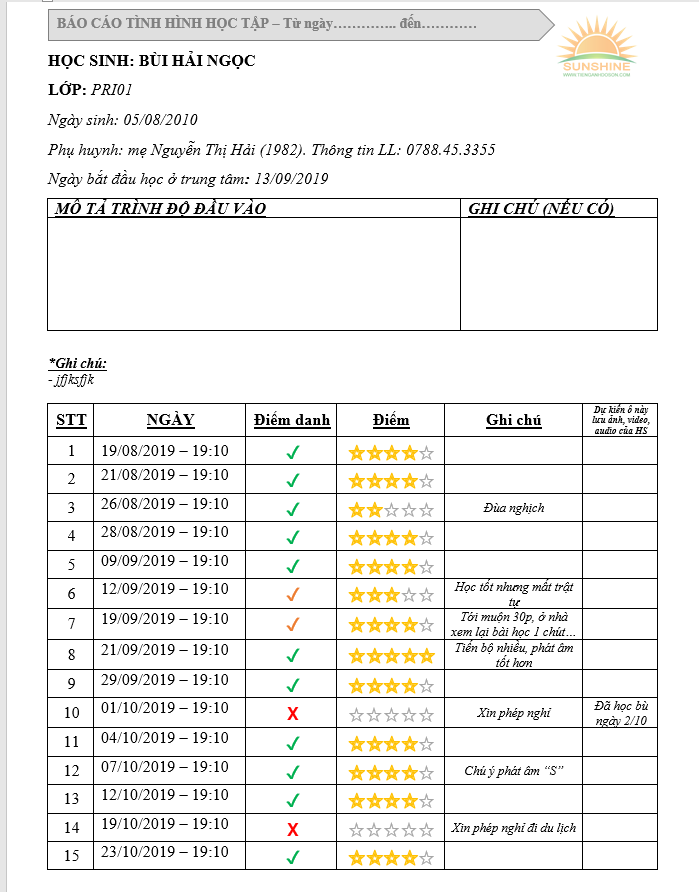 BÁO CÁO TÌNH HÌNH HỌC TẬP – Từ ngày………….. đến…………
SUNSHINE
WWW.TIENGANHDOISON.COM
HỌC SINH: BÙI HẢI NGỌC
LỚP: PRI01
Ngày sinh: 05/08/2010
Phụ huynh: mẹ Nguyễn Thị Hải (1982). Thông tin LL: 0788.45.3355
Ngày bắt đầu học ở trung tâm: 13/09/2019
MÔ TẢ TRÌNH ĐỘ ĐẦU VÀO GHI CHÚ (NẾU CÓ)
*Ghi chú:
- jfjksfjk
STT NGÀY Điểm danh Điểm Ghi chú Dự kiến ô này lưu ảnh, video, audio của HS
1 19/08/2019 – 19:10 ✓ ★★★★☆
2 21/08/2019 – 19:10 ✓ ★★★★☆
3 26/08/2019 – 19:10 ✓ ★★☆☆☆ Đùa nghịch
4 28/08/2019 – 19:10 ✓ ★★★★☆
5 09/09/2019 – 19:10 ✓ ★★★★☆
6 12/09/2019 – 19:10 ✓ ★★★☆☆ Học tốt nhưng mất trật tự
7 19/09/2019 – 19:10 ✓ ★★★★☆ Tới muộn 30p, ở nhà xem lại bài học 1 chút…
8 21/09/2019 – 19:10 ✓ ★★★★★ Tiến bộ nhiều, phát âm tốt hơn
9 29/09/2019 – 19:10 ✓ ★★★★☆
10 01/10/2019 – 19:10 X ☆☆☆☆☆ Xin phép nghỉ Đã học bù ngày 2/10
11 04/10/2019 – 19:10 ✓ ★★★★☆
12 07/10/2019 – 19:10 ✓ ★★★★☆ Chú ý phát âm “S”
13 12/10/2019 – 19:10 ✓ ★★★★☆
14 19/10/2019 – 19:10 X ☆☆☆☆☆ Xin phép nghỉ đi du lịch
15 23/10/2019 – 19:10 ✓ ★★★★☆